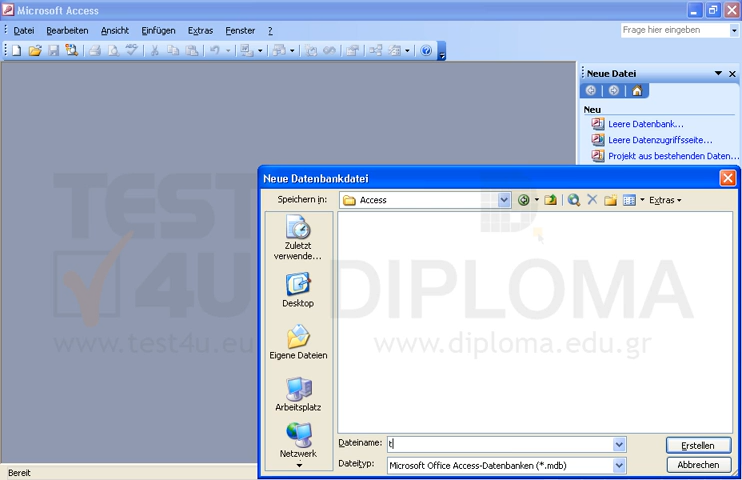 Microsoft Access
Datei Bearbeiten Ansicht Einfügen Extras Fenster ?
Frage hier eingeben
Neue Datei
Neu
Leere Datenbank...
Leere Datenzugriffsseite...
Projekt aus bestehenden Daten...
Neue Datenbankdatei
Speichern in: Access
Extras
Zuletzt verwende...
Desktop
Eigene Dateien
Arbeitsplatz
Netzwerk
Dateiname: t
Erstellen
Dateityp: Microsoft Office Access-Datenbanken (*.mdb)
Abbrechen
Bereit
TEST 4U
www.test4u.eu
DIPLOMA
www.diploma.edu.gr